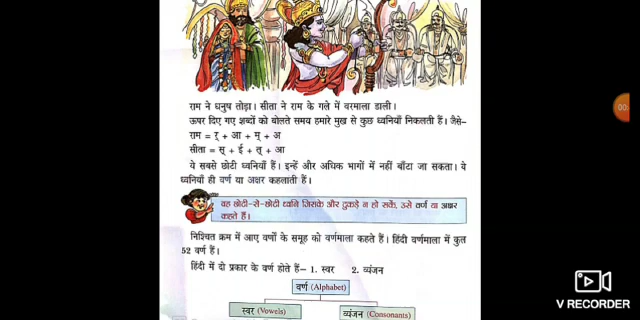 राम ने धनुष तोड़ा। सीता ने राम के गले में वरमाला डाली।
ऊपर दिए गए शब्दों को बोलते समय हमारे मुख से कुछ ध्वनियाँ निकलती हैं। जैसे–
राम = र् + आ + म् + अ
सीता = स् + ई + त् + आ
ये सबसे छोटी ध्वनियाँ हैं। इन्हें और अधिक भागों में नहीं बाँटा जा सकता। ये
ध्वनियाँ ही वर्ण या अक्षर कहलाती हैं।
वह छोटी-से-छोटी ध्वनि जिसके और टुकड़े न हो सकें, उसे वर्ण या अक्षर
कहते हैं।
निश्चित क्रम में आए वर्णों के समूह को वर्णमाला कहते हैं। हिंदी वर्णमाला में कुल
52 वर्ण हैं।
हिंदी में दो प्रकार के वर्ण होते हैं– 1. स्वर 2. व्यंजन
वर्ण (Alphabet)
स्वर (Vowels) व्यंजन (Consonants)
00:
V RECORDER